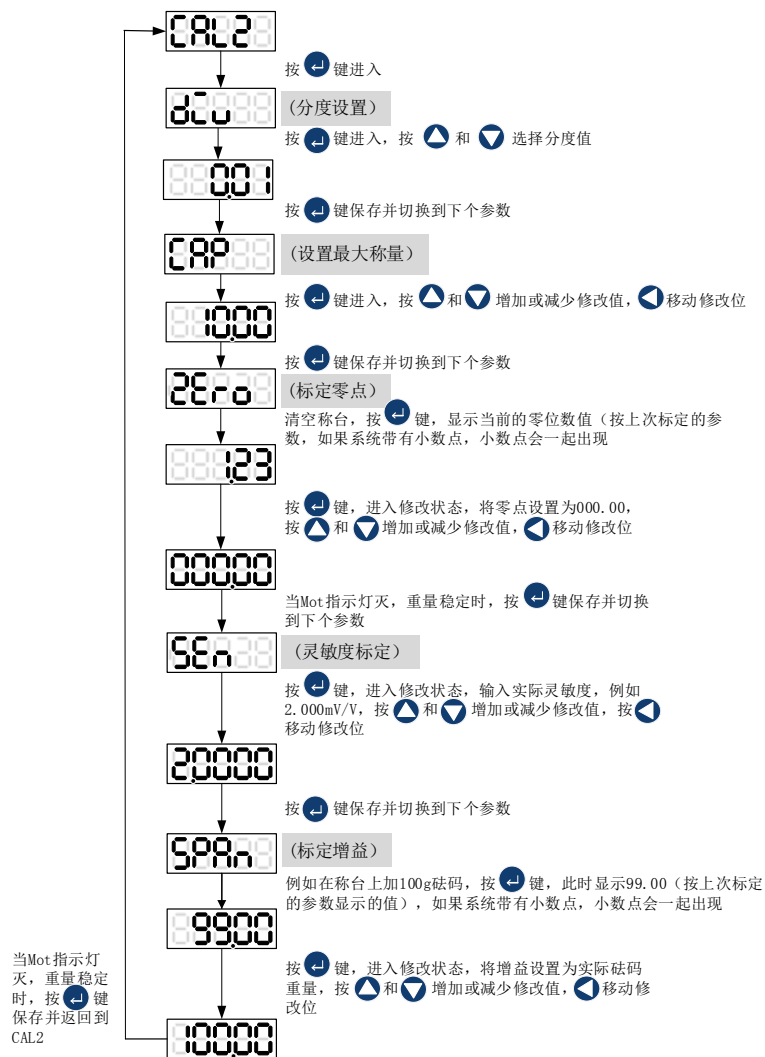 CAL2
按键进入
div
(分度设置)
按键进入，按 和 选择分度值
0.01
按键保存并切换到下个参数
CAP
(设置最大称量)
按键进入，按和增加或减少修改值，移动修改位
10.00
按键保存并切换到下个参数
ZEro
(标定零点)
清空称台，按键，显示当前的零位数值（按上次标定的参
数，如果系统带有小数点，小数点会一起出现
1.23
按键，进入修改状态，将零点设置为000.00，
按和增加或减少修改值，移动修改位
000.00
当Mot指示灯灭，重量稳定时，按键保存并切换
到下个参数
SEn
(灵敏度标定)
按键，进入修改状态，输入实际灵敏度，例如
2.000mV/V，按和增加或减少修改值，按
移动修改位
2.0000
按键保存并切换到下个参数
SPAn
(标定增益)
例如在称台上加100g砝码，按键，此时显示99.00（按上次标定
的参数显示的值），如果系统带有小数点，小数点会一起出现
99.00
按键，进入修改状态，将增益设置为实际砝码
重量，按和增加或减少修改值，移动修
改位
当Mot指示灯
灭，重量稳定
时，按键
保存并返回到
CAL2
100.00